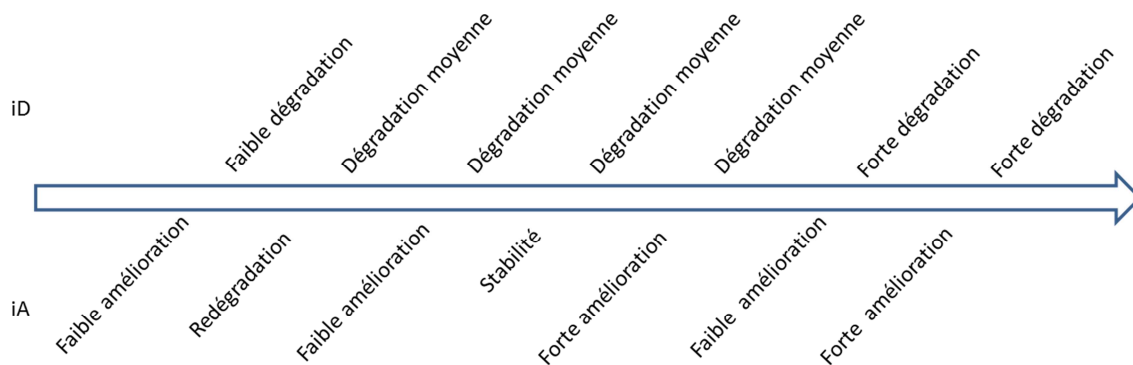 iD
Faible dégradation
Dégradation moyenne
Dégradation moyenne
Dégradation moyenne
Dégradation moyenne
Forte dégradation
Forte dégradation
iA
Faible amélioration
Redégradation
Faible amélioration
Stabilité
Forte amélioration
Faible amélioration
Forte amélioration